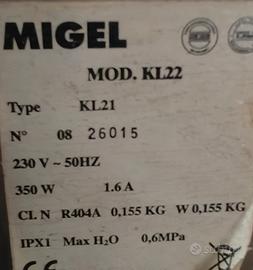 MIGEL
MOD. KL22
Type KL21
N° 08 26015
230 V ~ 50HZ
350 W 1.6 A
CL N R404A 0,155 KG W 0,155 KG
IPX1 Max H₂O 0,6MPa
CE